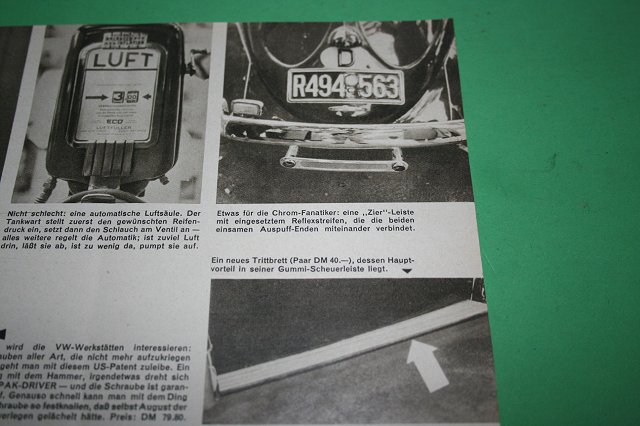 LUFT
3 00
ECO
LUFTFÜLLER
D
R494 563
Nicht schlecht: eine automatische Luftsäule. Der
Tankwart stellt zuerst den gewünschten Reifen-
druck ein, setzt dann den Schlauch am Ventil an —
alles weitere regelt die Automatik; ist zuviel Luft
drin, läßt sie ab, ist zu wenig da, pumpt sie auf.
Etwas für die Chrom-Fanatiker: eine „Zier"-Leiste
mit eingesetztem Reflexstreifen, die die beiden
einsamen Auspuff-Enden miteinander verbindet.
Ein neues Trittbrett (Paar DM 40.—), dessen Haupt-
vorteil in seiner Gummi-Scheuerleiste liegt.
wird die VW-Werkstätten interessieren:
uben aller Art, die nicht mehr aufzukriegen
geht man mit diesem US-Patent zuleibe. Ein
mit dem Hammer, irgendetwas dreht sich
PAK-DRIVER — und die Schraube ist garan-
f. Genauso schnell kann man mit dem Ding
hraube so festknallen, daß selbst August der
verlegen gelächelt hätte. Preis: DM 79.80.